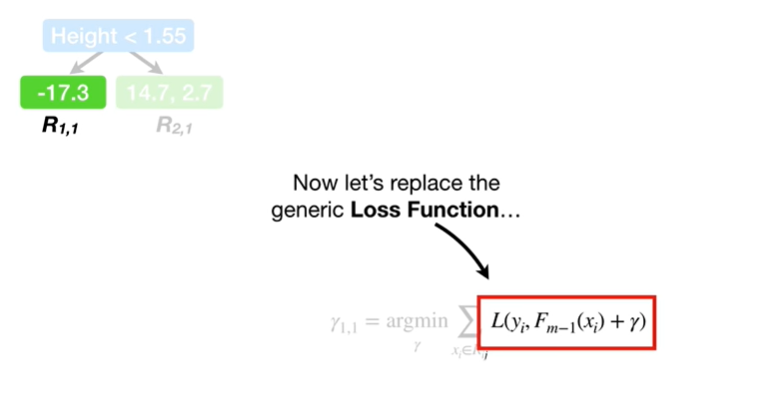 Height < 1.55
-17.3
14.7, 2.7
R1,1
R2,1
Now let's replace the
generic Loss Function…
γ1,1 = argmin ∑ L(yi, Fm−1(xi) + γ)
γ